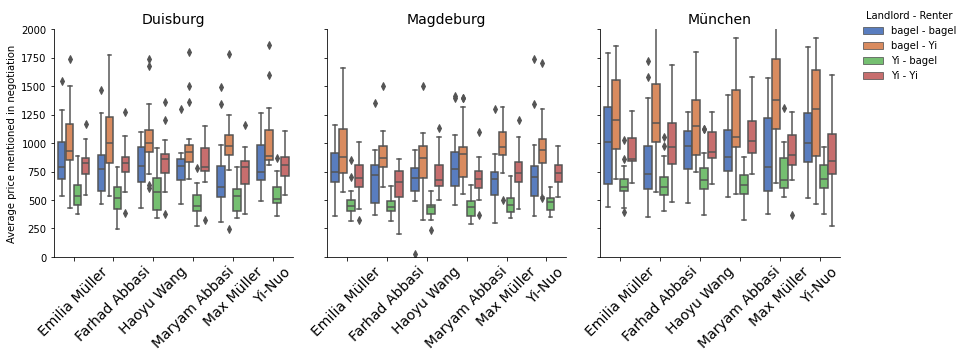 Duisburg
Magdeburg
München
Landlord - Renter
bagel - bagel
bagel - Yi
Yi - bagel
Yi - Yi
Average price mentioned in negotiation
2000
1750
1500
1250
1000
750
500
250
0
Emilia Müller
Farhad Abbasi
Haoyu Wang
Maryam Abbasi
Max Müller
Yi-Nuo
Emilia Müller
Farhad Abbasi
Haoyu Wang
Maryam Abbasi
Max Müller
Yi-Nuo
Emilia Müller
Farhad Abbasi
Haoyu Wang
Maryam Abbasi
Max Müller
Yi-Nuo